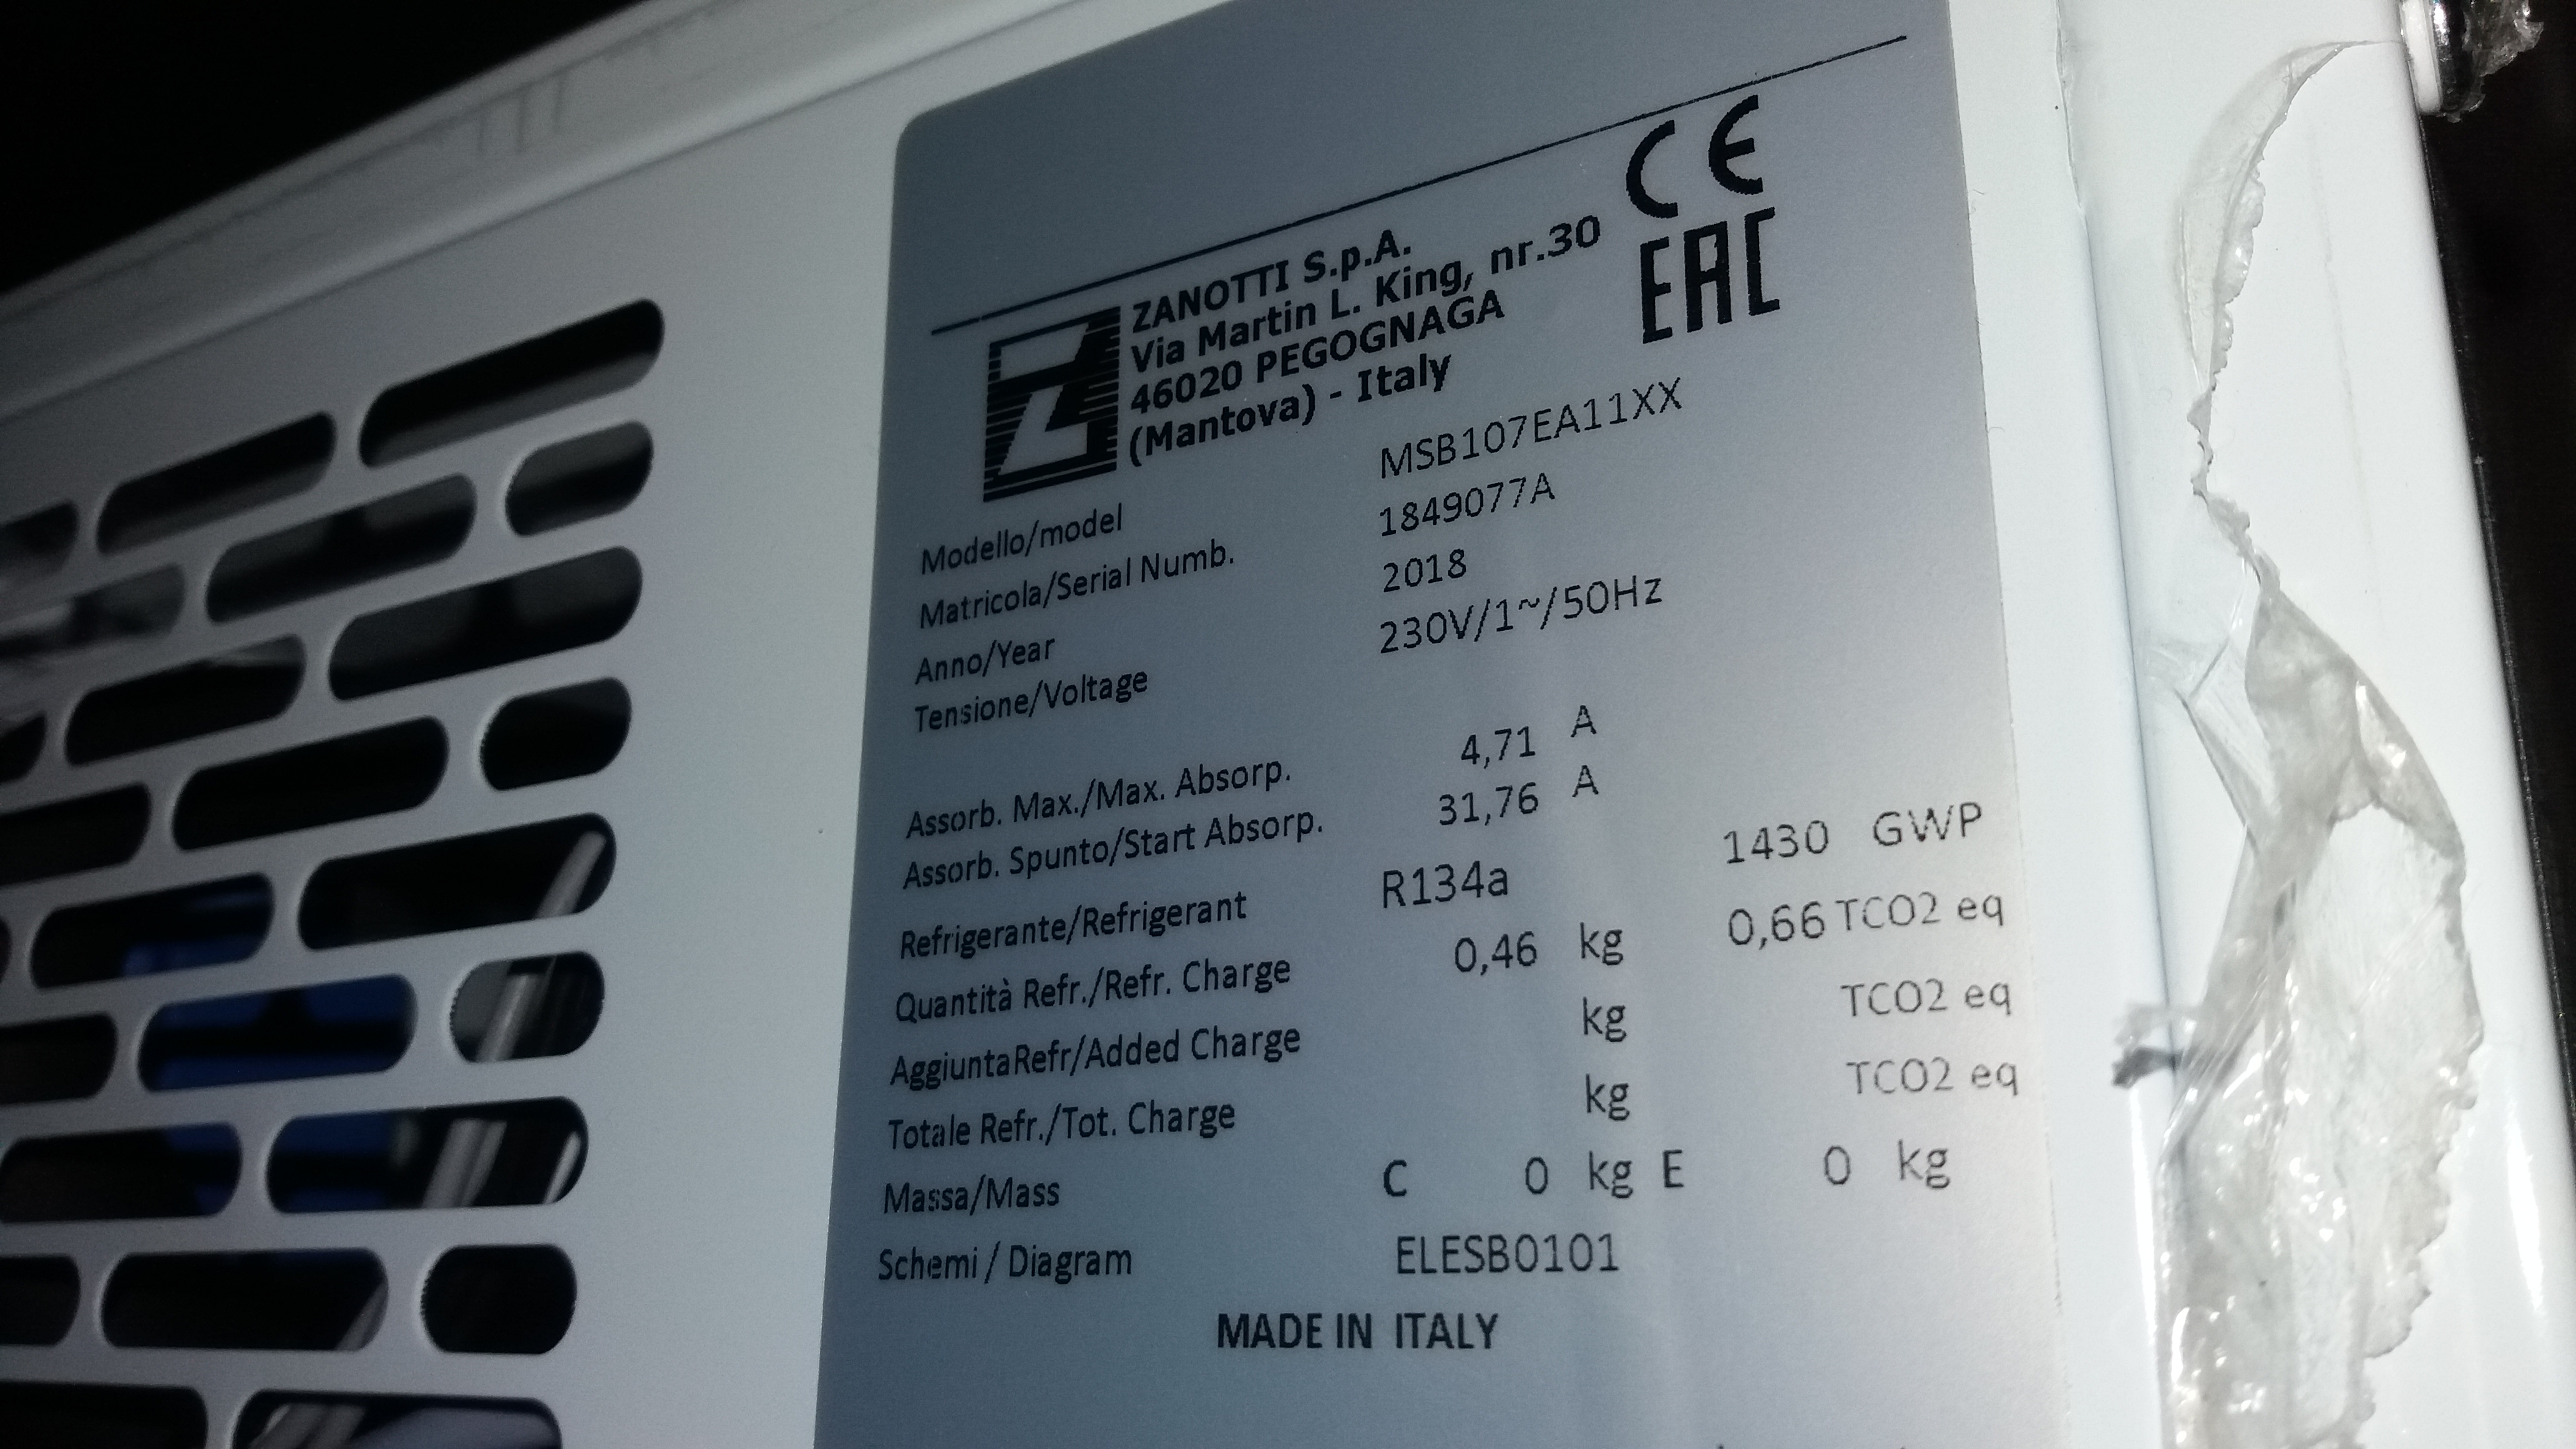 ZANOTTI S.p.A.
Via Martin L. King, nr.30
46020 PEGOGNAGA
(Mantova) - Italy
CE
EAC
Modello/model MSB107EA11XX
Matricola/Serial Numb. 1849077A
Anno/Year 2018
Tensione/Voltage 230V/1~/50Hz
Assorb. Max./Max. Absorp. 4,71 A
Assorb. Spunto/Start Absorp. 31,76 A
Refrigerante/Refrigerant R134a 1430 GWP
Quantità Refr./Refr. Charge 0,46 kg 0,66 TCO2 eq
AggiuntaRefr/Added Charge kg TCO2 eq
Totale Refr./Tot. Charge kg TCO2 eq
Massa/Mass C 0 kg E 0 kg
Schemi / Diagram ELESB0101
MADE IN ITALY